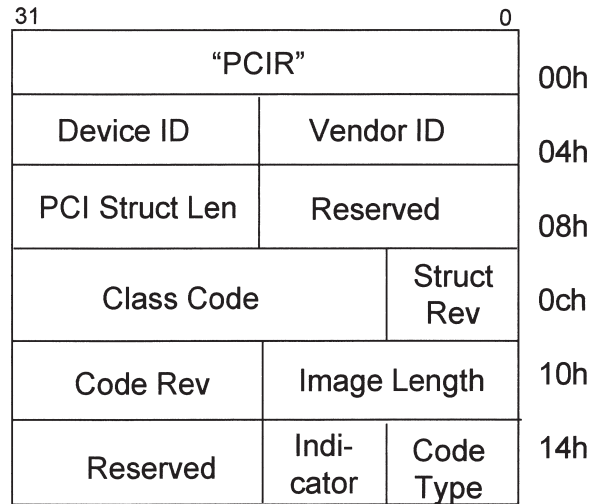 31 0
“PCIR” 00h
Device ID Vendor ID 04h
PCI Struct Len Reserved 08h
Class Code Struct Rev 0ch
Code Rev Image Length 10h
Reserved Indi-
cator Code
Type 14h